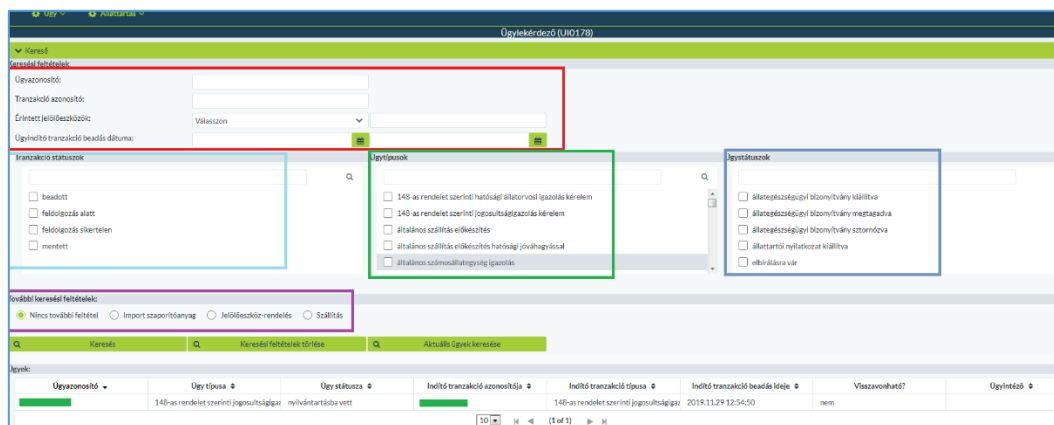 Ügy Állattartás
Ügylekérdező (UI0178)
Kereső
Keresési feltételek
Ügyazonosító:
Tranzakció azonosító:
Érintett jelölőeszközök: Válasszon
Ügyindító tranzakció beadás dátuma:
Tranzakció státuszok Ügytípusok Ügystátuszok
beadott 148-as rendelet szerinti hatósági állatorvosi igazolás kérelem állategészségügyi bizonyítvány kiállítva
feldolgozás alatt 148-as rendelet szerinti jogosultságigazolás kérelem állategészségügyi bizonyítvány megtagadva
feldolgozás sikertelen általános szállítás előkészítés állategészségügyi bizonyítvány sztornózva
mentett általános szállítás előkészítés hatósági jóváhagyással állattartói nyilatkozat kiállítva
általános számosállategység igazolás elbírálásra vár
További keresési feltételek:
Nincs további feltétel Import szaporítóanyag Jelölőeszköz-rendelés Szállítás
Keresés Keresési feltételek törlése Aktuális ügyek keresése
Ügyek:
Ügyazonosító Ügy típusa Ügy státusza Indító tranzakció azonosítója Indító tranzakció típusa Indító tranzakció beadás ideje Visszavonható? Ügyintéző
148-as rendelet szerinti jogosultságigaz nyilvántartásba vett 148-as rendelet szerinti jogosultságigaz 2019.11.29 12:54:50 nem
10 (1 of 1)